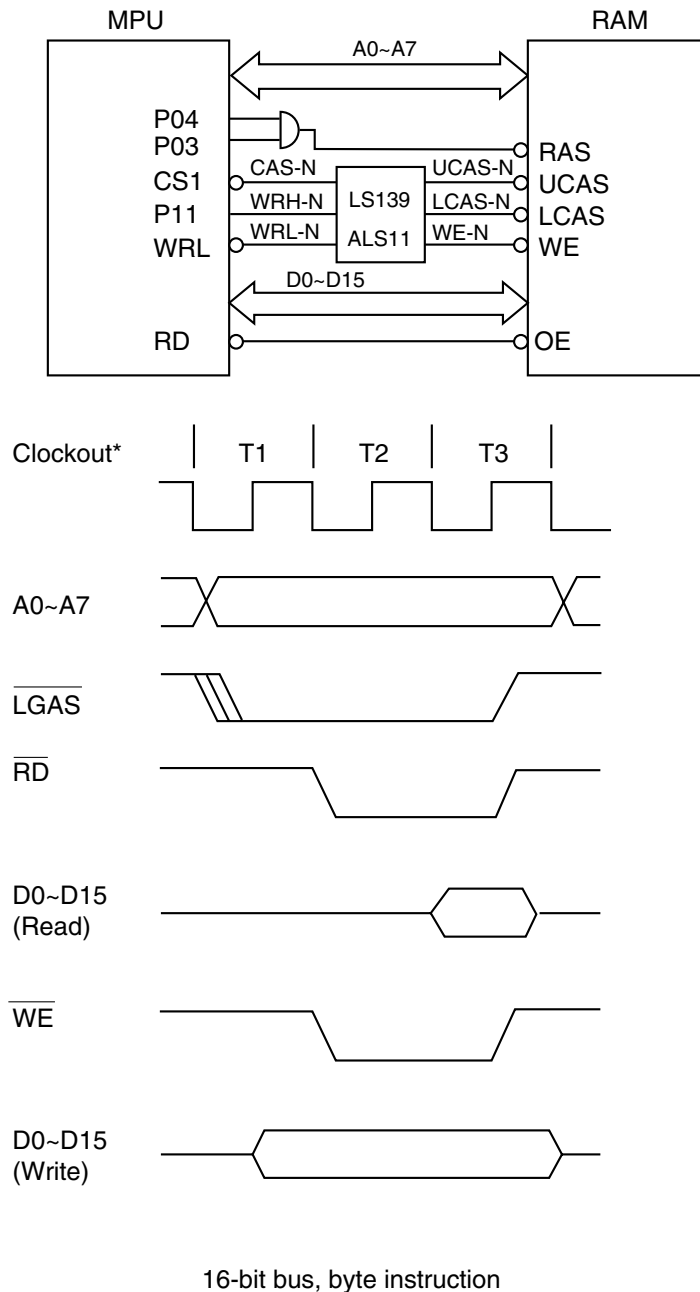 MPU RAM
A0~A7
P04
P03
RAS
CS1 CAS-N UCAS-N UCAS
P11 WRH-N LS139 LCAS-N LCAS
WRL WRL-N ALS11 WE-N WE
D0~D15
RD OE
Clockout* T1 T2 T3
A0~A7
LGAS
RD
D0~D15
(Read)
WE
D0~D15
(Write)
16-bit bus, byte instruction